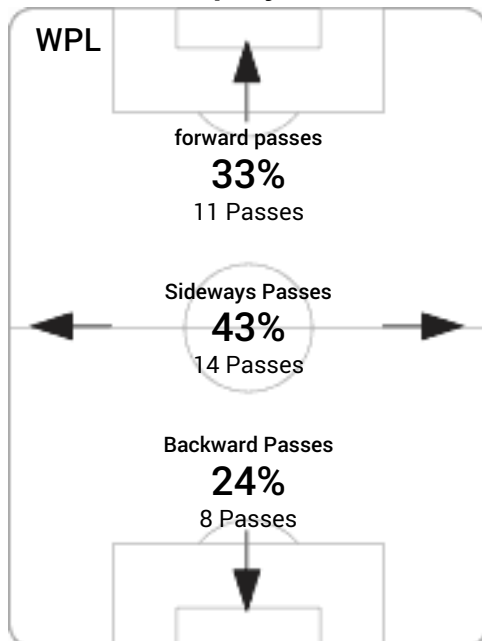 WPL
forward passes
33%
11 Passes
Sideways Passes
43%
14 Passes
Backward Passes
24%
8 Passes